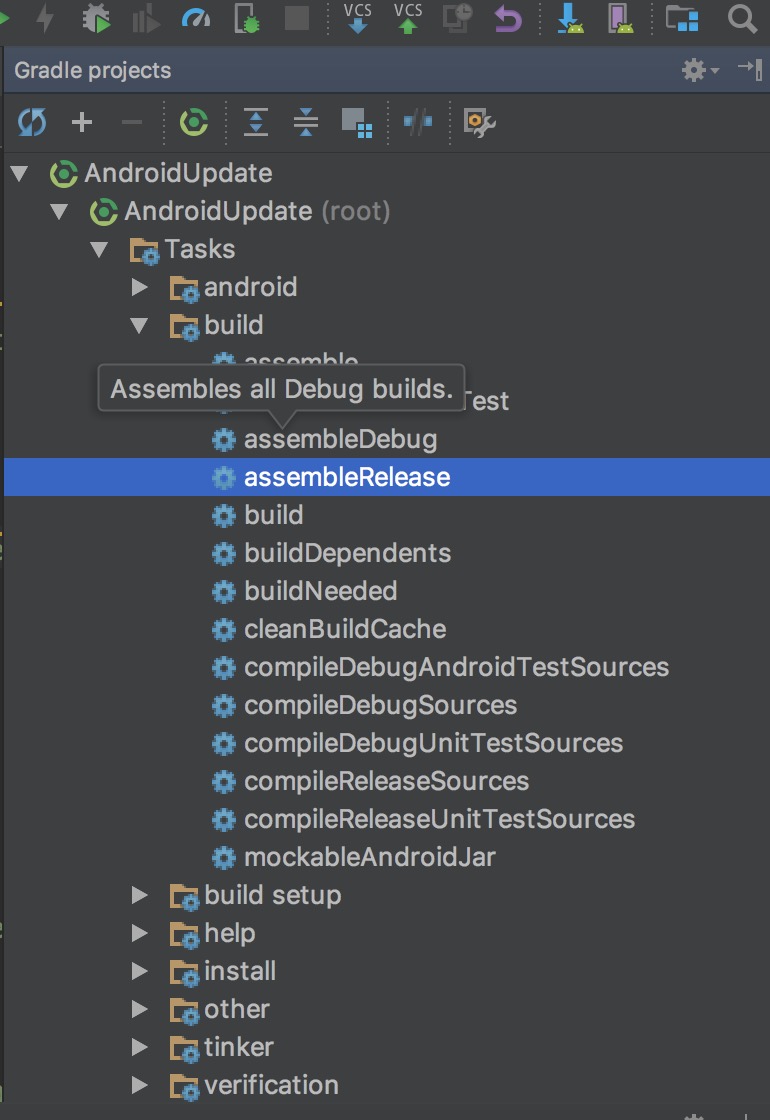 VCS VCS
Gradle projects
AndroidUpdate
AndroidUpdate (root)
Tasks
android
build
assemble
Assembles all Debug builds.
Test
assembleDebug
assembleRelease
build
buildDependents
buildNeeded
cleanBuildCache
compileDebugAndroidTestSources
compileDebugSources
compileDebugUnitTestSources
compileReleaseSources
compileReleaseUnitTestSources
mockableAndroidJar
build setup
help
install
other
tinker
verification